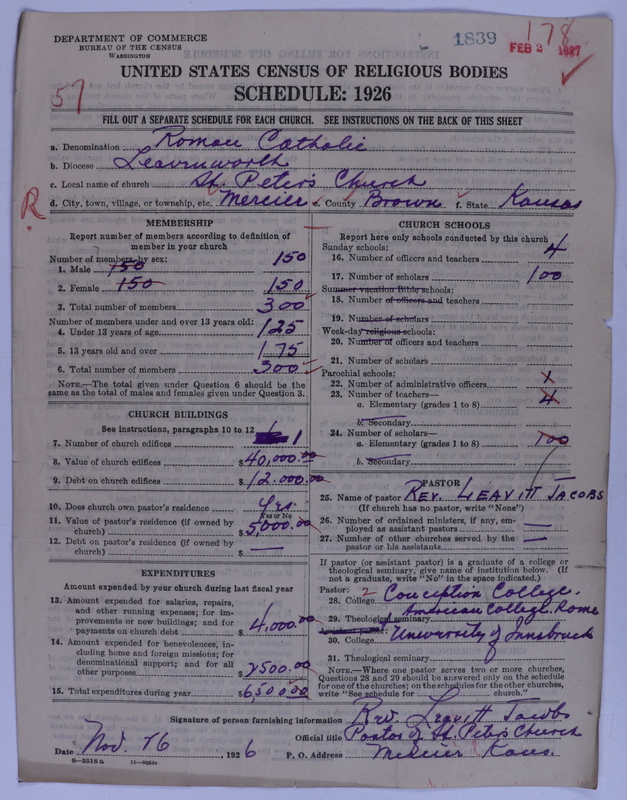 DEPARTMENT OF COMMERCE
BUREAU OF THE CENSUS
WASHINGTON
1839
178
FEB 2 1927
57
UNITED STATES CENSUS OF RELIGIOUS BODIES
SCHEDULE: 1926
FILL OUT A SEPARATE SCHEDULE FOR EACH CHURCH. SEE INSTRUCTIONS ON THE BACK OF THIS SHEET
a. Denomination Roman Catholic
b. Diocese Leavenworth
c. Local name of church St. Peter's Church
R
d. City, town, village, or township, etc. Mercier e. County Brown f. State Kansas
MEMBERSHIP
Report number of members according to definition of
member in your church
Number of members by sex:
1. Male 150 150
2. Female 150 150
3. Total number of members 300
Number of members under and over 13 years old:
4. Under 13 years of age 125
5. 13 years old and over 175
6. Total number of members 300
NOTE.—The total given under Question 6 should be the
same as the total of males and females given under Question 3.
CHURCH BUILDINGS
See instructions, paragraphs 10 to 12
7. Number of church edifices 1
8. Value of church edifices $40,000.00
9. Debt on church edifices $12.000.00
10. Does church own pastor's residence Yes
Yes or No
11. Value of pastor's residence (if owned by
church) $5,000.00
12. Debt on pastor's residence (if owned by
church) $ —
EXPENDITURES
Amount expended by your church during last fiscal year
13. Amount expended for salaries, repairs,
and other running expenses; for im-
provements or new buildings; and for
payments on church debt $4,000.00
14. Amount expended for benevolences, in-
cluding home and foreign missions; for
denominational support; and for all
other purposes $2500.00
15. Total expenditures during year $6500.00
CHURCH SCHOOLS
Report here only schools conducted by this church
Sunday schools:
16. Number of officers and teachers 4
17. Number of scholars 100
Summer vacation Bible schools:
18. Number of officers and teachers
19. Number of scholars
Week-day religious schools:
20. Number of officers and teachers
21. Number of scholars
Parochial schools:
22. Number of administrative officers 1
23. Number of teachers—
a. Elementary (grades 1 to 8) 4
b. Secondary
24. Number of scholars—
a. Elementary (grades 1 to 8) 100
b. Secondary
PASTOR
25. Name of pastor REV. LEAVITT JACOBS
(If church has no pastor, write "None")
26. Number of ordained ministers, if any, em-
ployed as assistant pastors —
27. Number of other churches served by the
pastor or his assistants —
If pastor (or assistant pastor) is a graduate of a college or
theological seminary, give name of institution below. (If
not a graduate, write "No" in the space indicated.)
Pastor: 2
28. College Conception College.
29. Theological seminary American College, Rome
Assistant pastor:
30. College University of Innsbruck
31. Theological seminary
NOTE.—Where one pastor serves two or more churches,
Questions 28 and 29 should be answered only on the schedule
for one of the churches; on the schedules for the other churches,
write "See schedule for ........ church."
Signature of person furnishing information Rev. Leavitt Jacobs
Official title Pastor of St. Peter's Church
Date Nov. 16, 1926
P. O. Address Mercier Kans.
8—5518 a